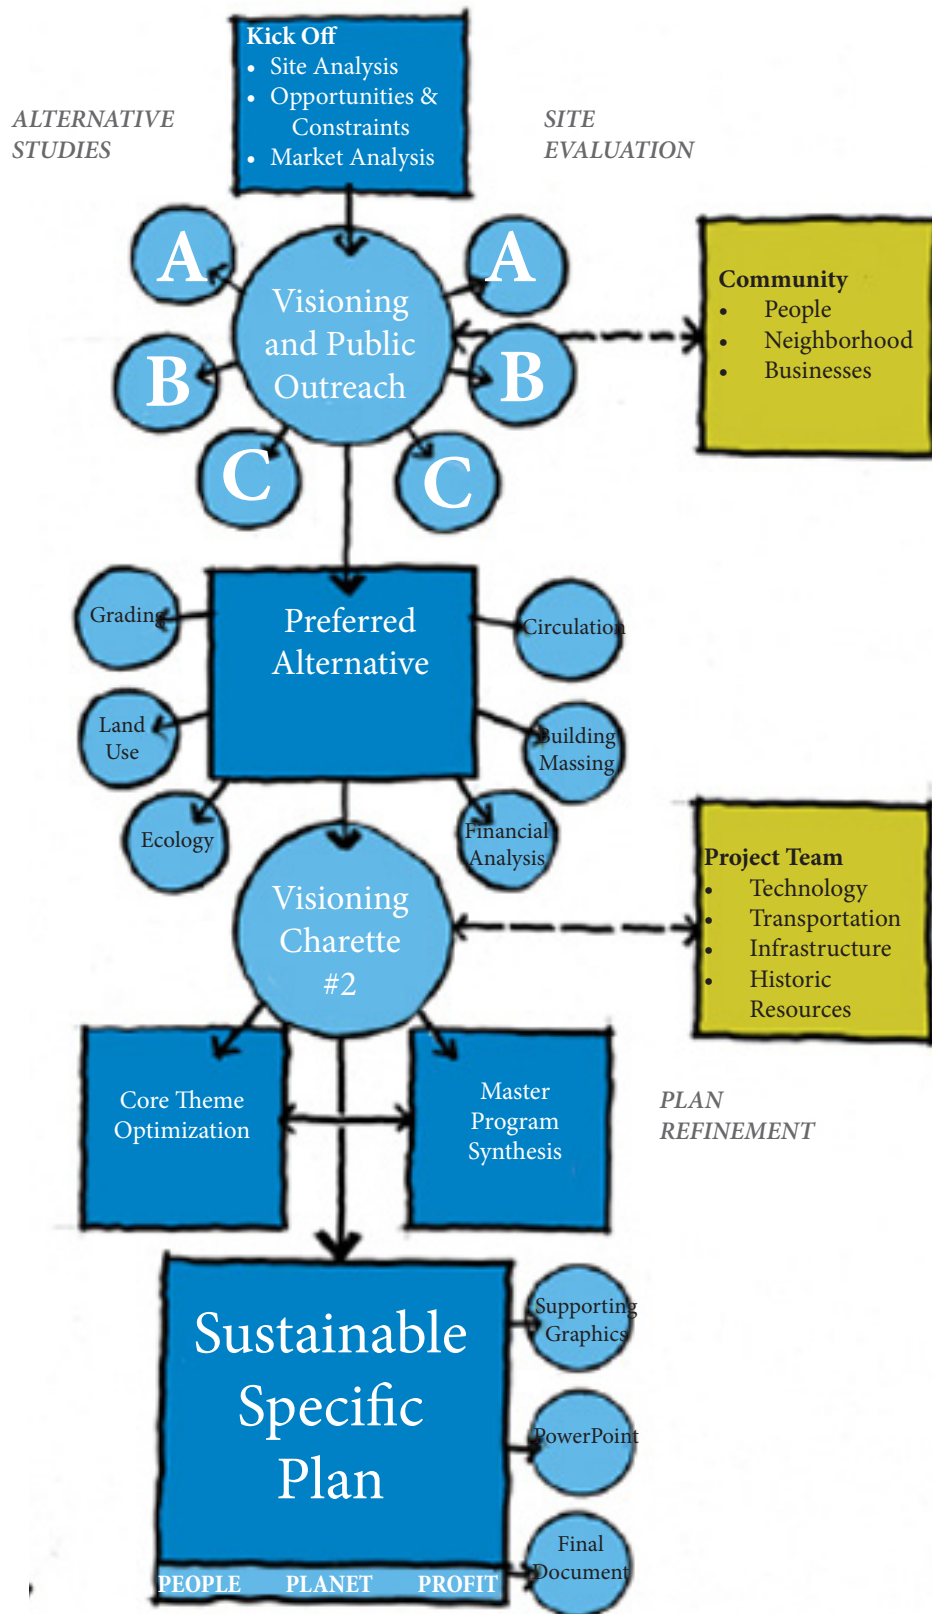 Kick Off
• Site Analysis
• Opportunities &
Constraints
• Market Analysis
ALTERNATIVE
STUDIES
SITE
EVALUATION
A
B
C
Visioning
and Public
Outreach
A
B
C
Community
• People
• Neighborhood
• Businesses
Preferred
Alternative
Grading
Land
Use
Ecology
Circulation
Building
Massing
Financial
Analysis
Visioning
Charette
#2
Project Team
• Technology
• Transportation
• Infrastructure
• Historic
Resources
Core Theme
Optimization
Master
Program
Synthesis
PLAN
REFINEMENT
Sustainable
Specific
Plan
Supporting
Graphics
PowerPoint
Final
Document
PEOPLE PLANET PROFIT